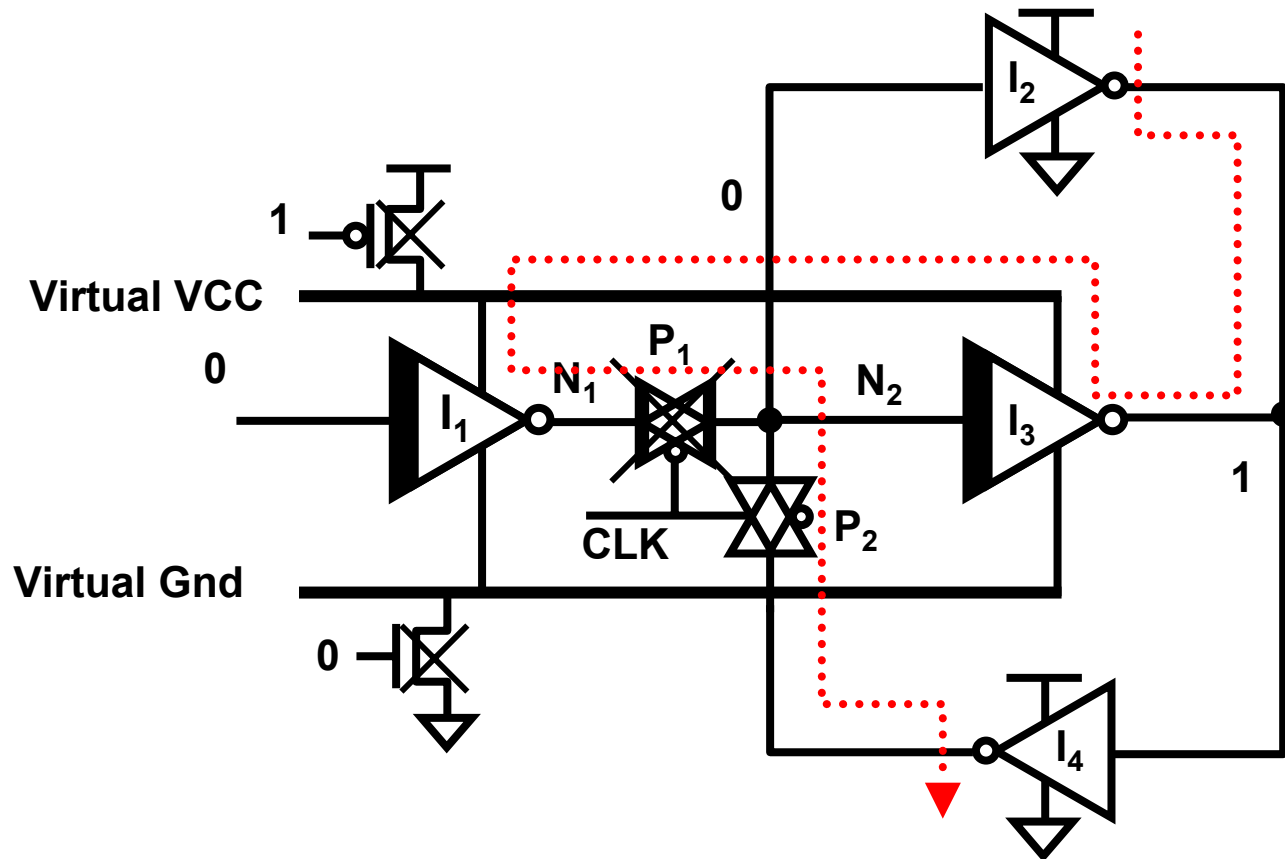 I₂
0
1
Virtual VCC
0
P₁
N₁
N₂
I₁
I₃
1
CLK
P₂
Virtual Gnd
0
I₄